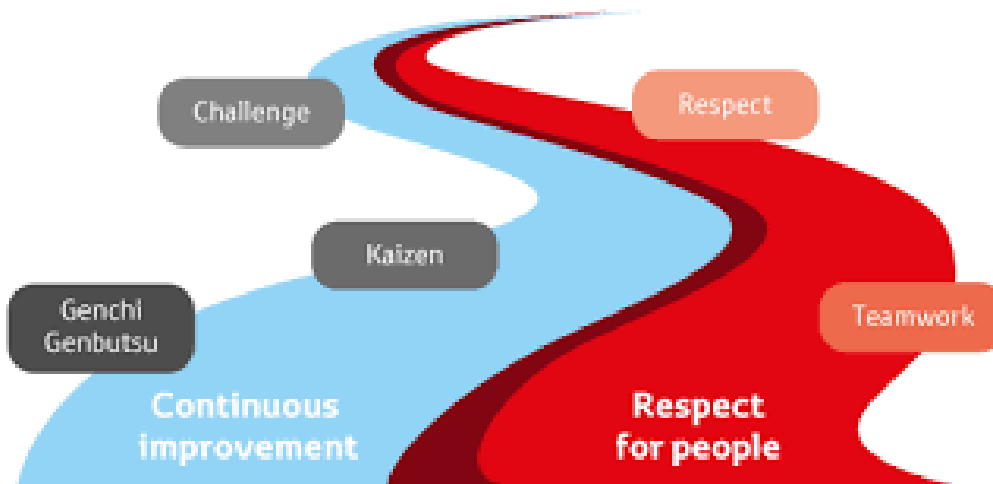 Challenge
Respect
Kaizen
Genchi
Genbutsu
Teamwork
Continuous
improvement
Respect
for people